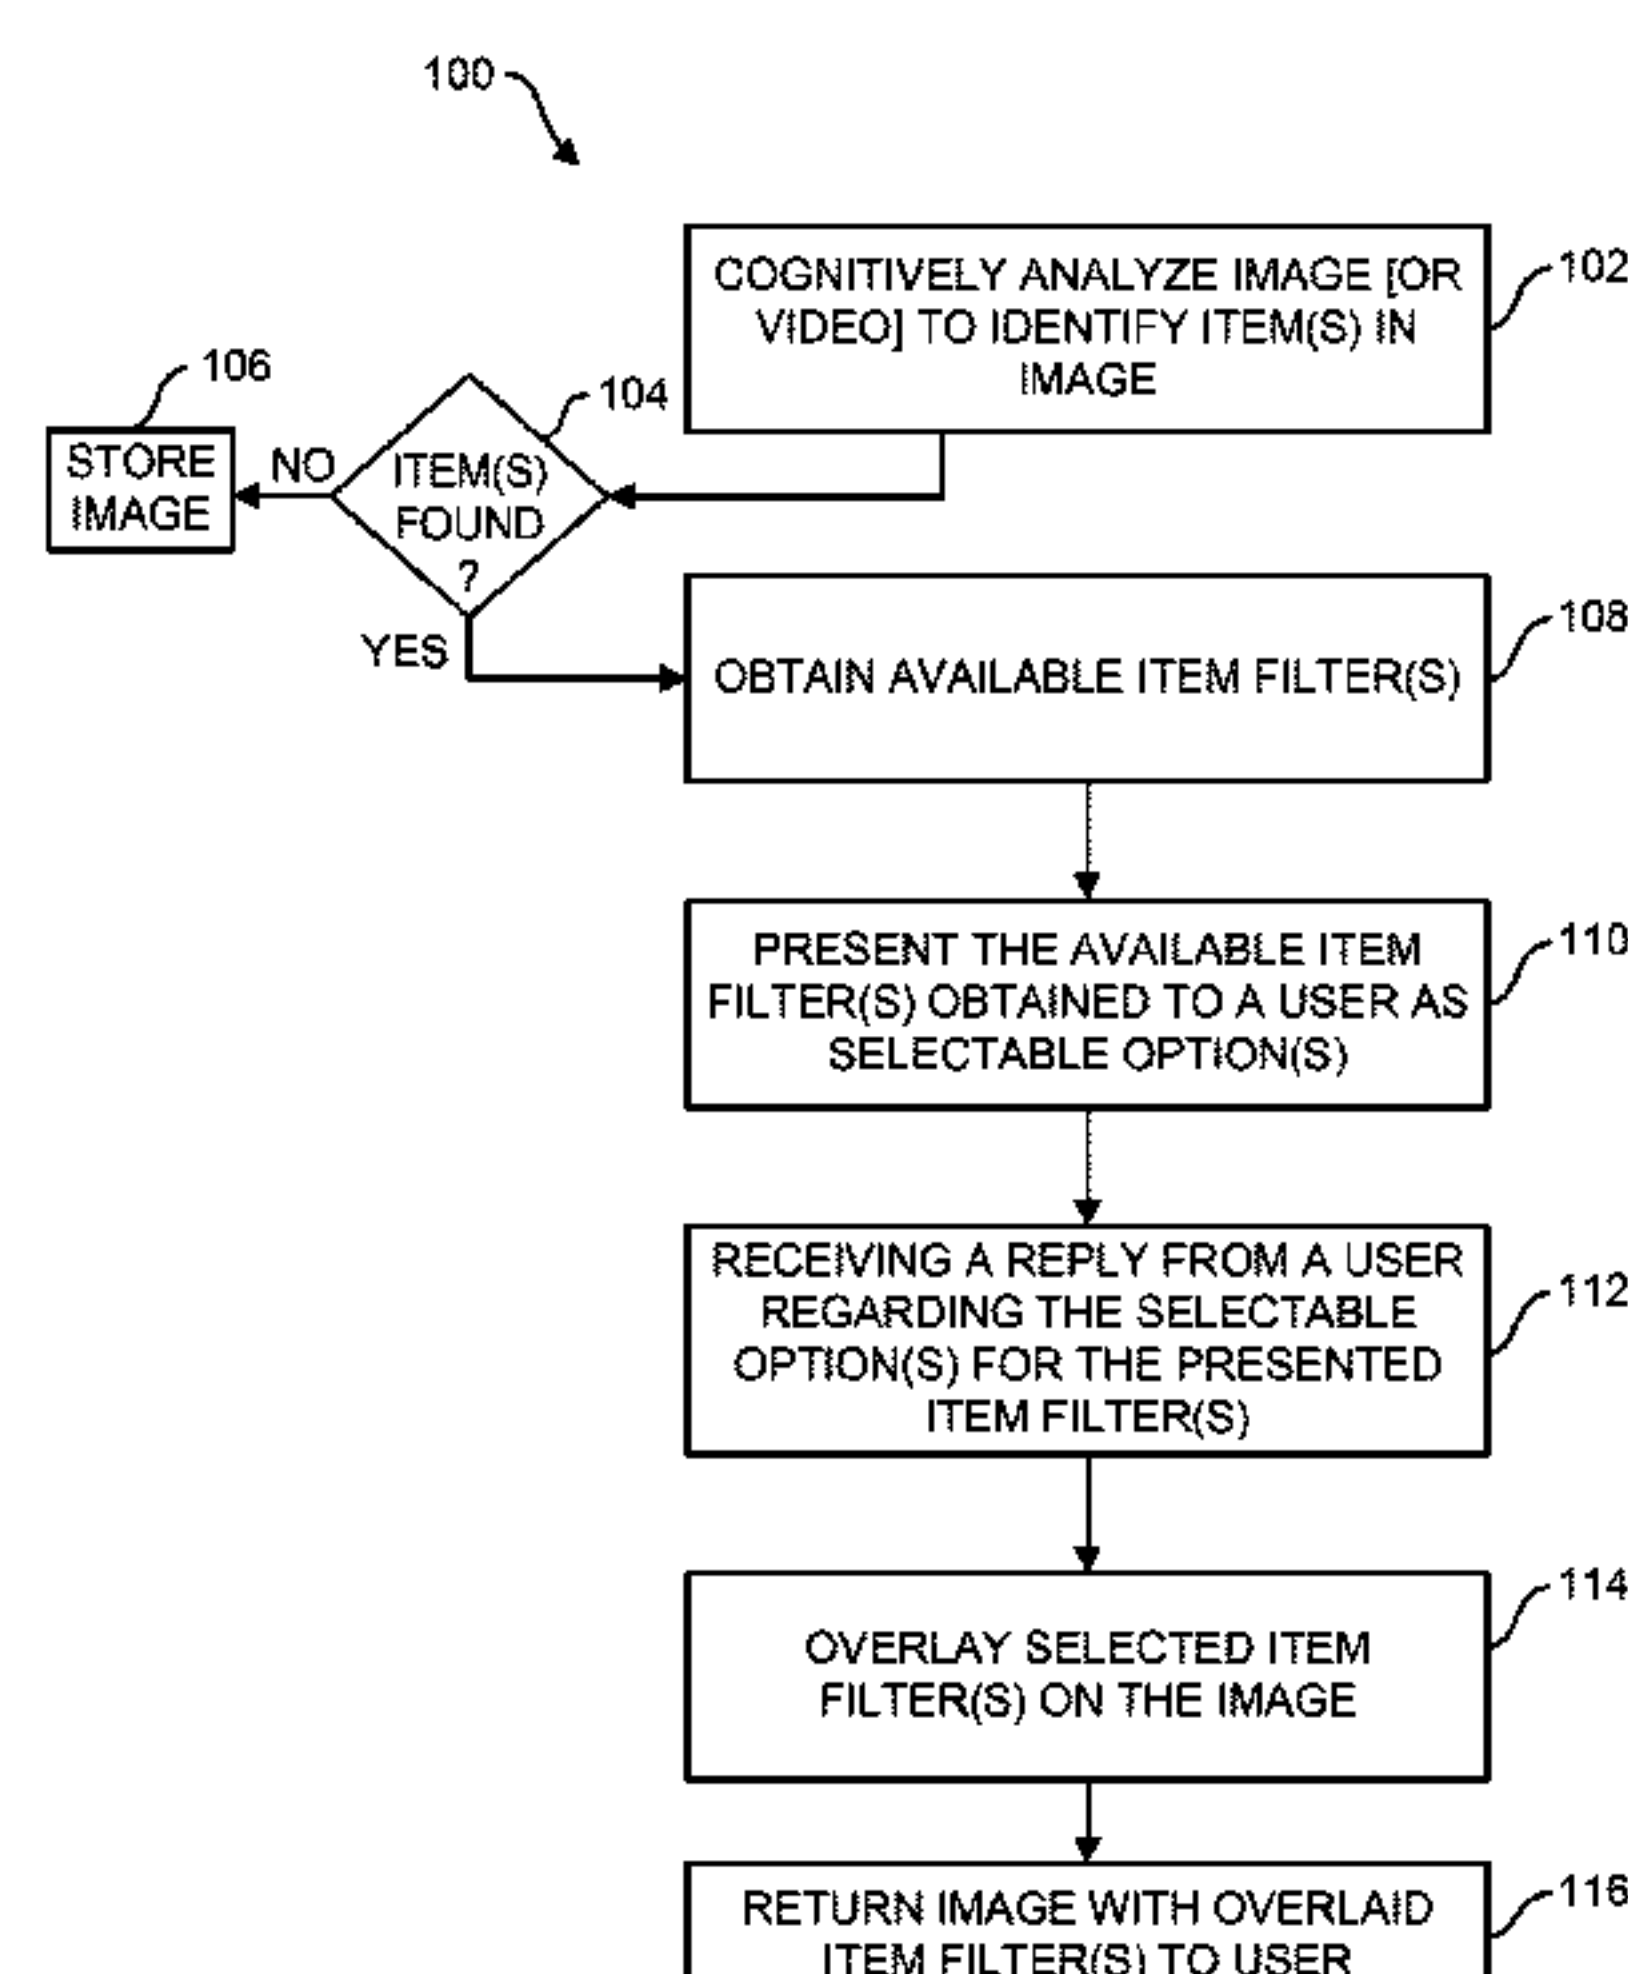 100
COGNITIVELY ANALYZE IMAGE [OR
VIDEO] TO IDENTIFY ITEM(S) IN
IMAGE
102
106
STORE
IMAGE
NO
104
ITEM(S)
FOUND
?
YES
OBTAIN AVAILABLE ITEM FILTER(S)
108
PRESENT THE AVAILABLE ITEM
FILTER(S) OBTAINED TO A USER AS
SELECTABLE OPTION(S)
110
RECEIVING A REPLY FROM A USER
REGARDING THE SELECTABLE
OPTION(S) FOR THE PRESENTED
ITEM FILTER(S)
112
OVERLAY SELECTED ITEM
FILTER(S) ON THE IMAGE
114
RETURN IMAGE WITH OVERLAID
ITEM FILTER(S) TO USER
116